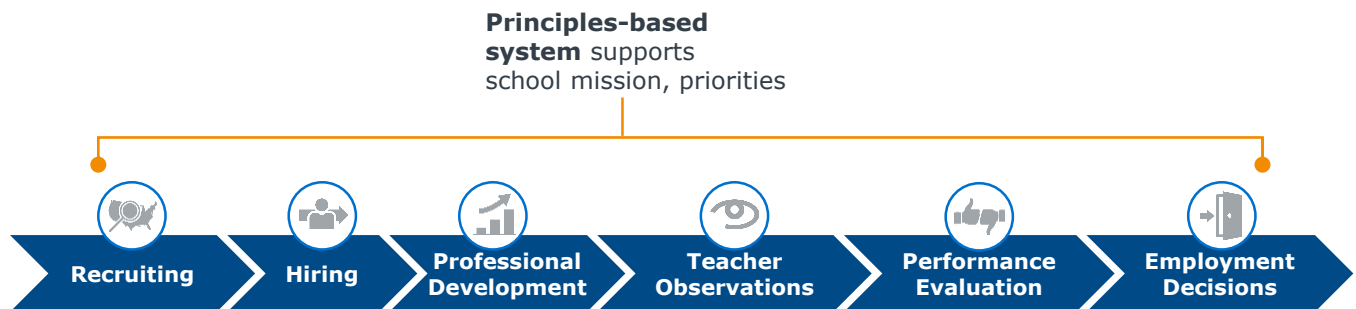 Principles-based
system supports
school mission, priorities
Recruiting
Hiring
Professional
Development
Teacher
Observations
Performance
Evaluation
Employment
Decisions